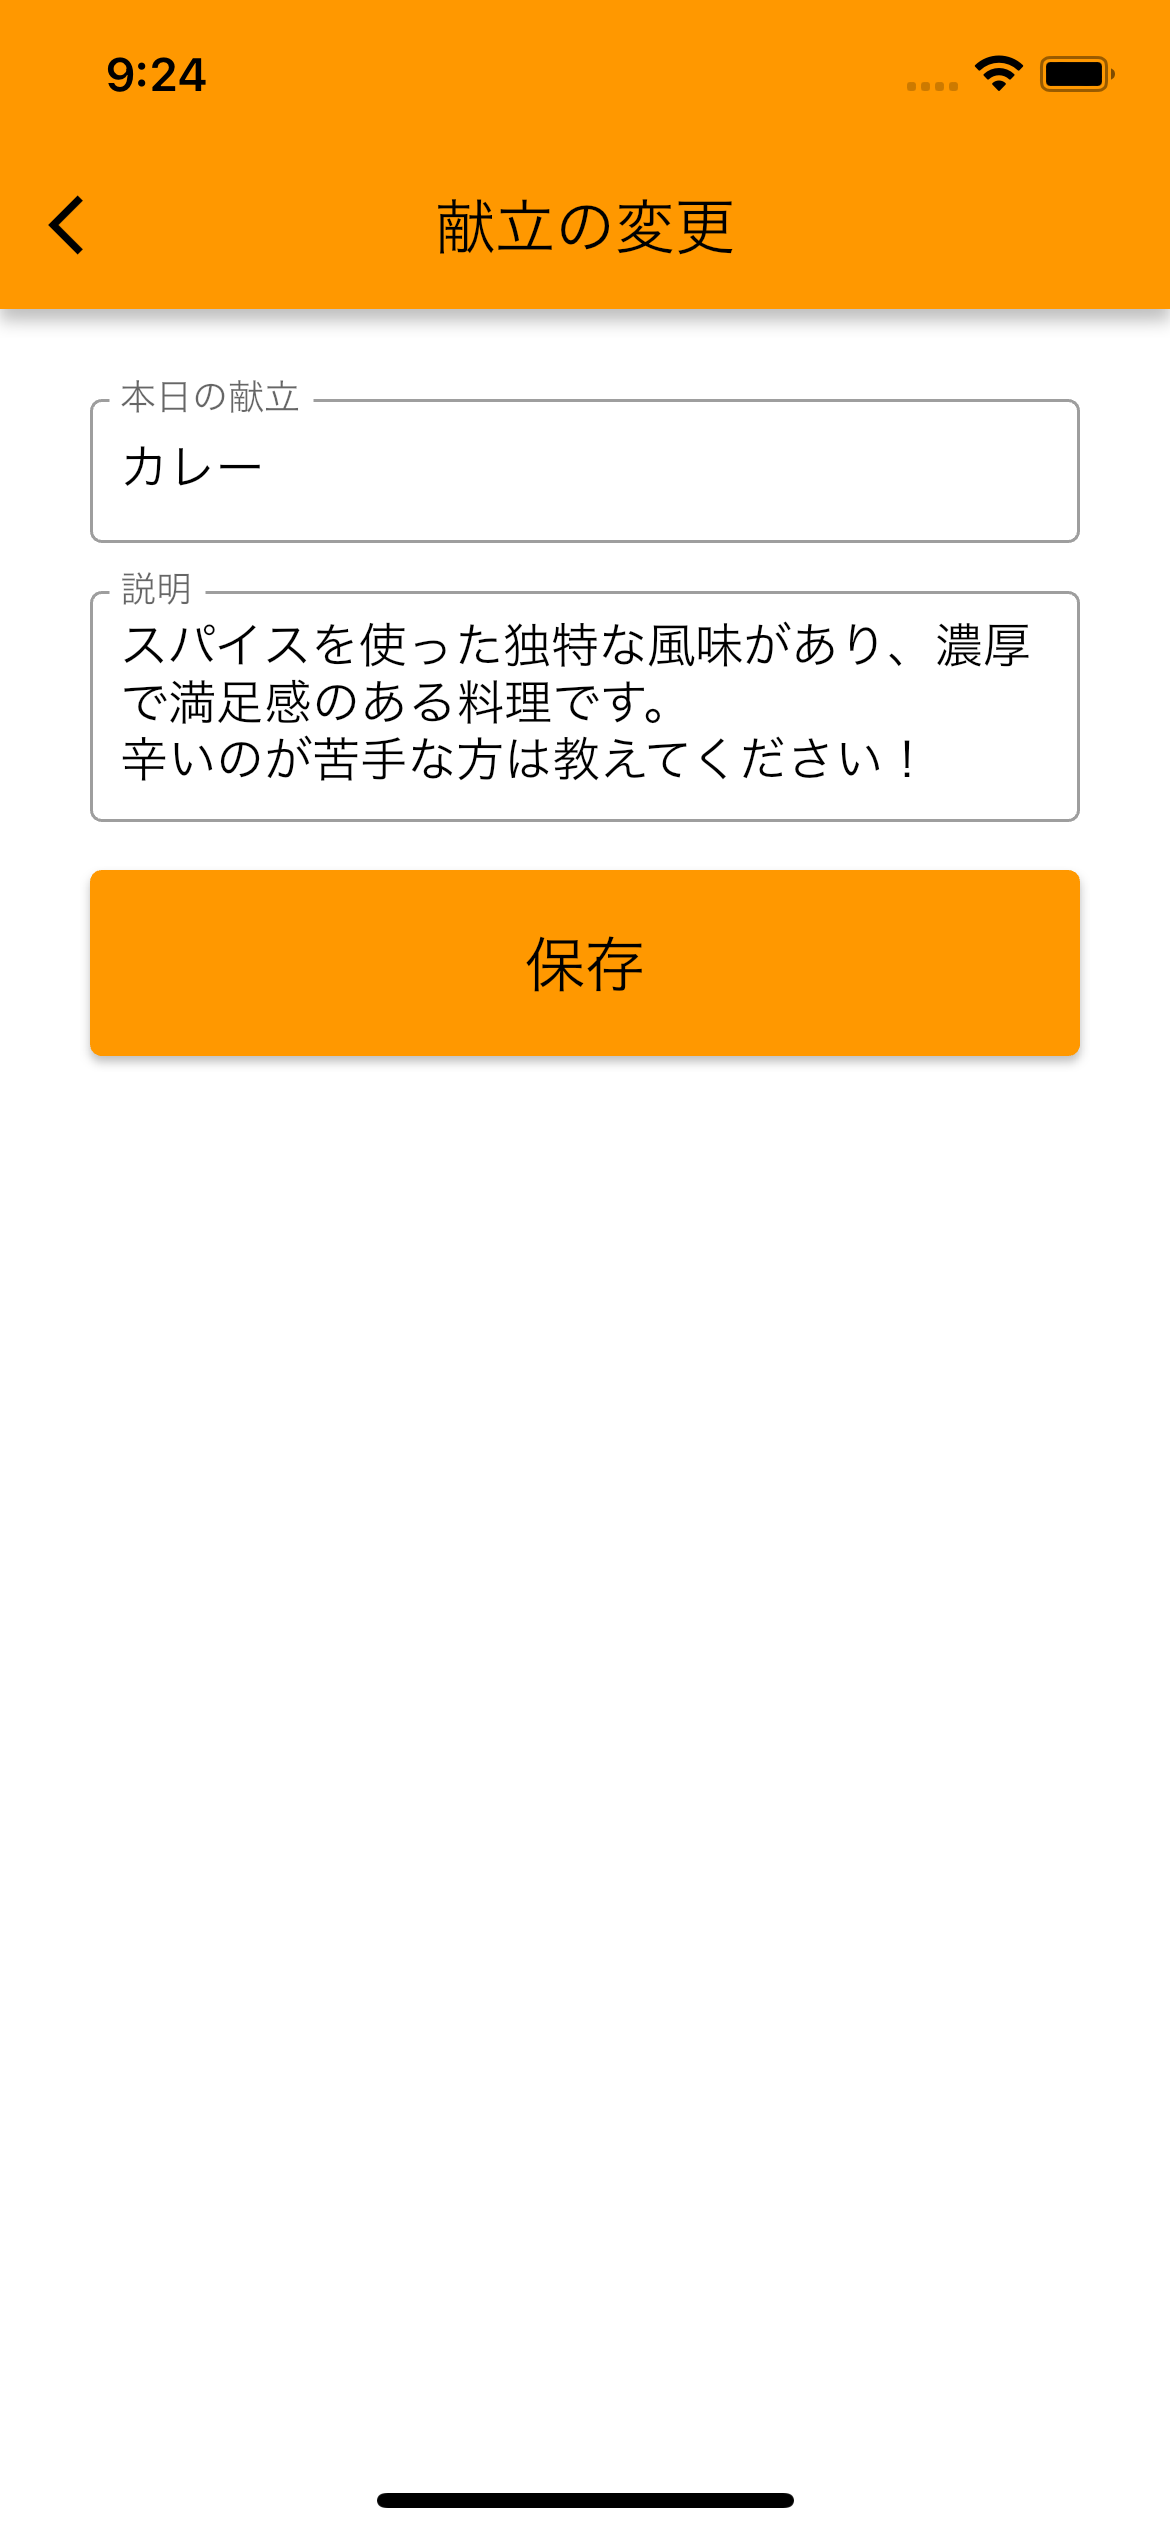 9:24
献立の変更
本日の献立
カレー
説明
スパイスを使った独特な風味があり、濃厚
で満足感のある料理です。
辛いのが苦手な方は教えてください！
保存